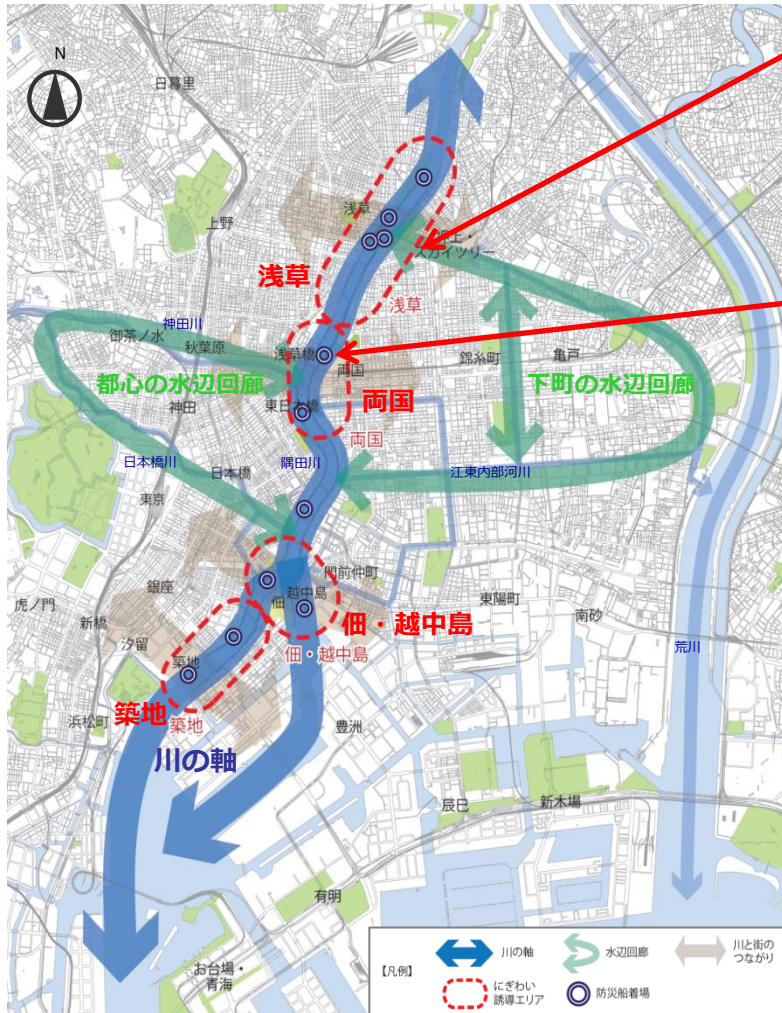 N
日暮里
上野
浅草
押上・
スカイツリー
浅草
浅草
神田川
御茶ノ水
秋葉原
浅草橋
両国
錦糸町
亀戸
都心の水辺回廊
神田
東日本橋
両国
下町の水辺回廊
両国
日本橋川
日本橋
隅田川
江東内部河川
東京
銀座
門前仲町
越中島
佃
東陽町
南砂
虎ノ門
新橋
汐留
佃・越中島
佃・越中島
荒川
築地
築地
築地
浜松町
豊洲
川の軸
辰巳
新木場
有明
お台場・
青海
【凡例】
川の軸
水辺回廊
川と街の
つながり
にぎわい
誘導エリア
防災船着場